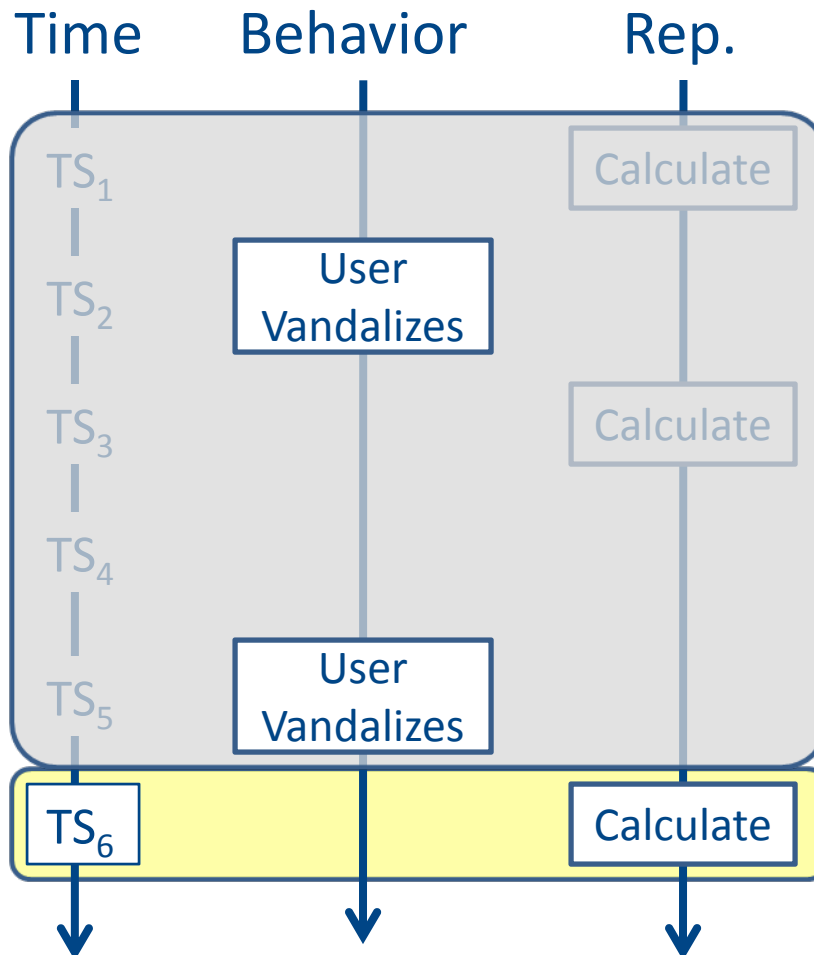 Time Behavior Rep.
TS₁ Calculate
User
TS₂
Vandalizes
TS₃ Calculate
TS₄
User
TS₅
Vandalizes
TS₆ Calculate